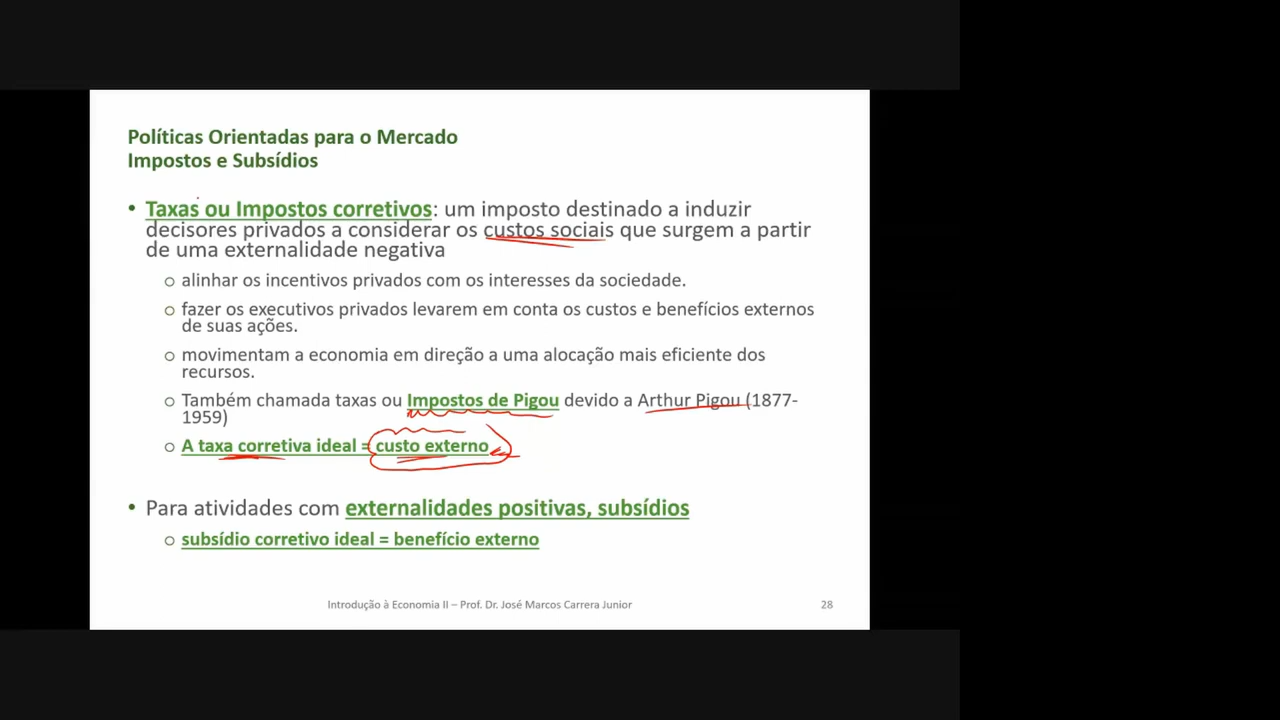 Políticas Orientadas para o Mercado
Impostos e Subsídios
• Taxas ou Impostos corretivos: um imposto destinado a induzir
decisores privados a considerar os custos sociais que surgem a partir
de uma externalidade negativa
o alinhar os incentivos privados com os interesses da sociedade.
o fazer os executivos privados levarem em conta os custos e benefícios externos
de suas ações.
o movimentam a economia em direção a uma alocação mais eficiente dos
recursos.
o Também chamada taxas ou Impostos de Pigou devido a Arthur Pigou (1877-
1959)
o A taxa corretiva ideal = custo externo
• Para atividades com externalidades positivas, subsídios
o subsídio corretivo ideal = benefício externo
Introdução à Economia II – Prof. Dr. José Marcos Carrera Junior
28